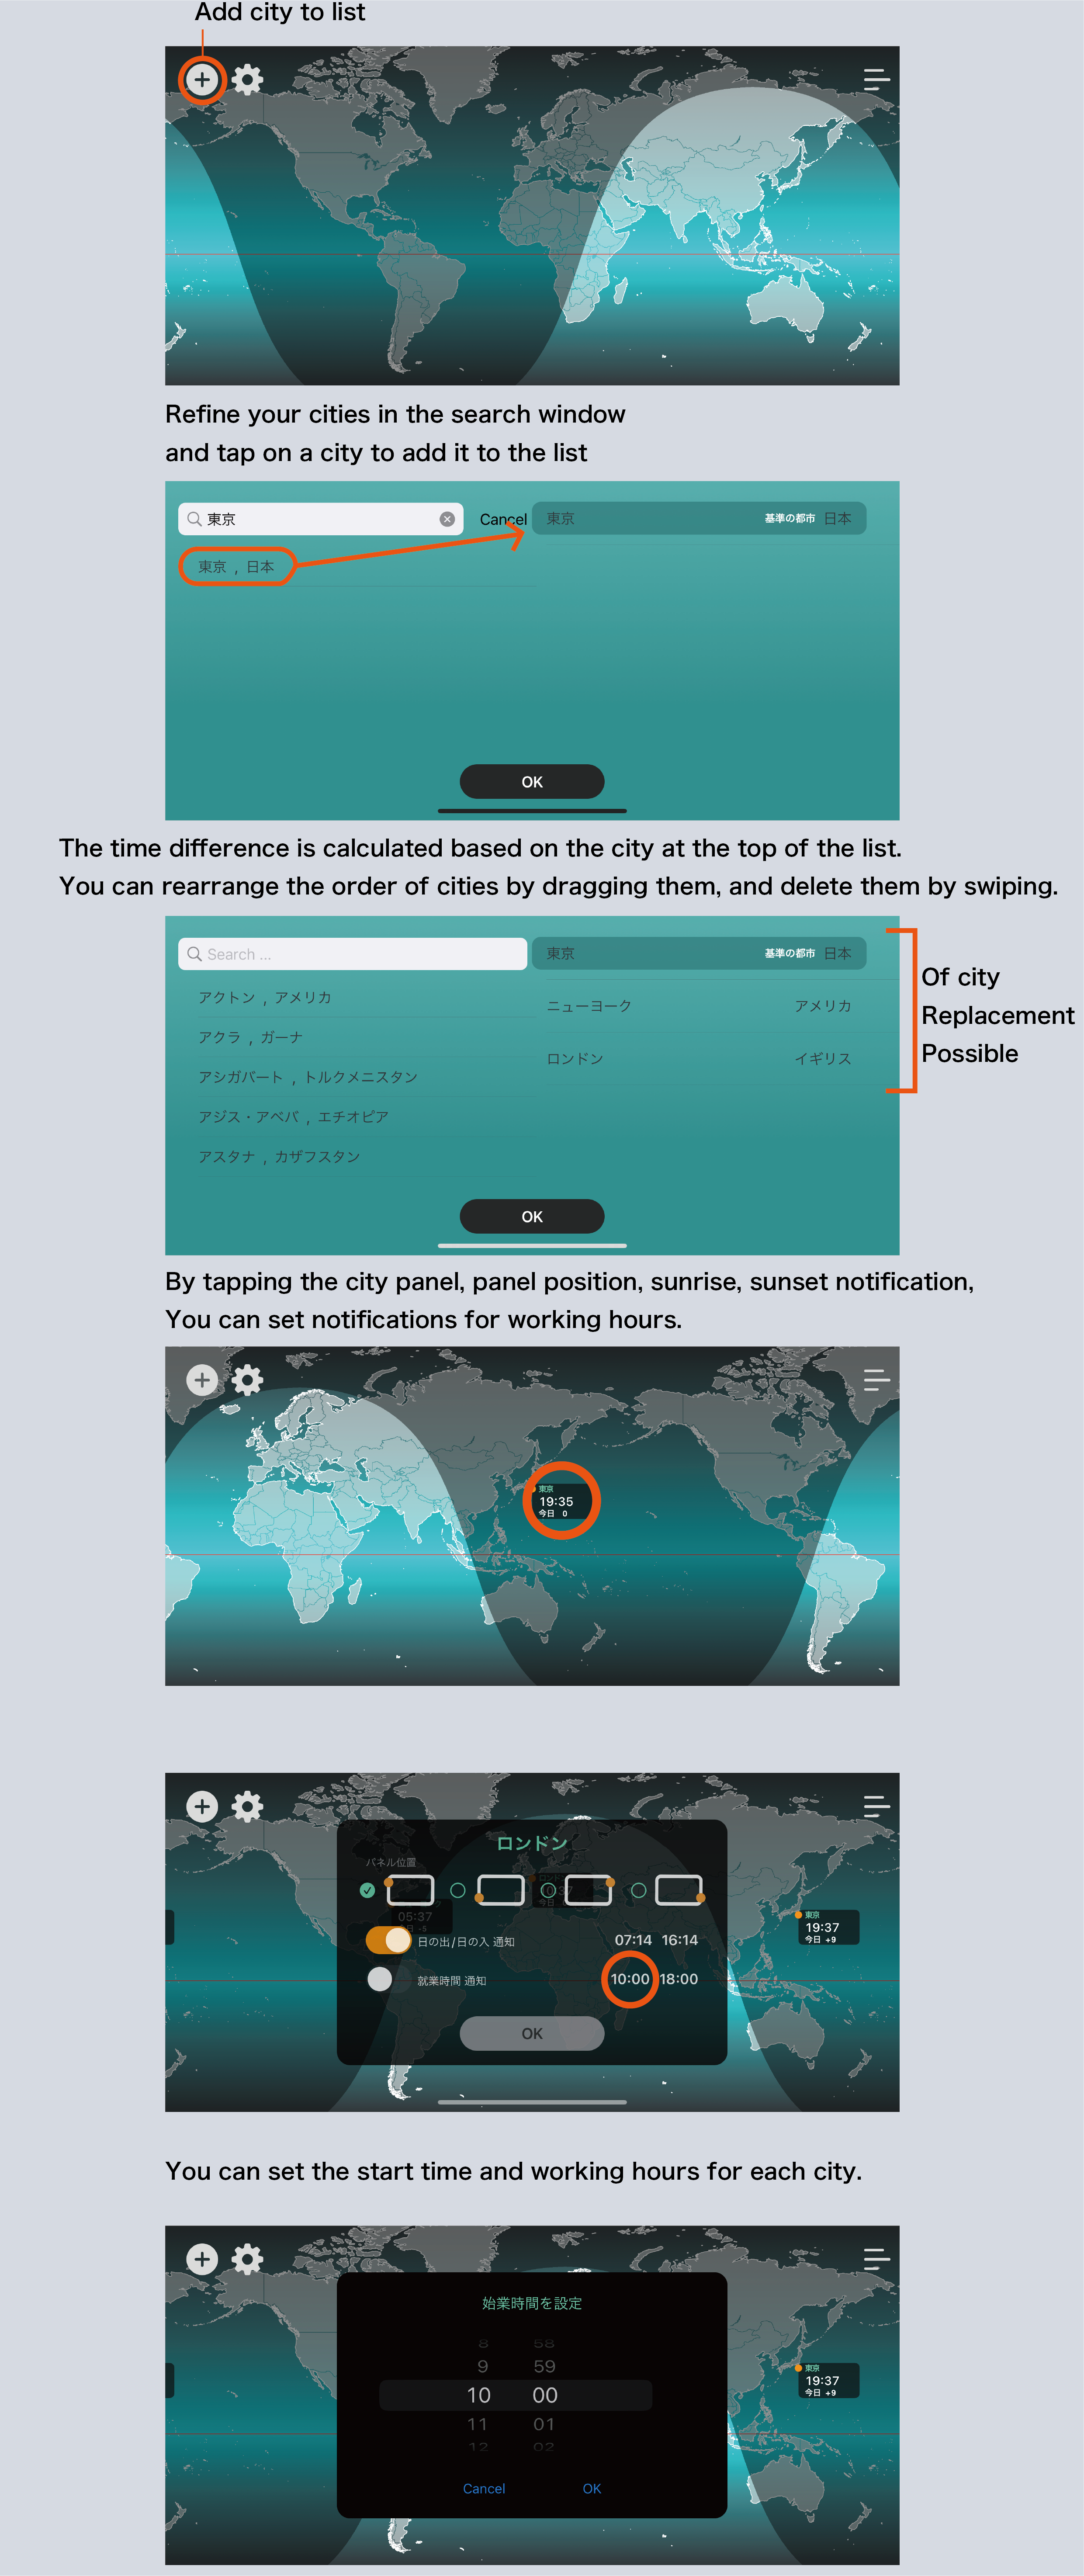 Add city to list
Refine your cities in the search window
and tap on a city to add it to the list
東京
Cancel
東京 基準の都市 日本
東京 , 日本
OK
The time difference is calculated based on the city at the top of the list.
You can rearrange the order of cities by dragging them, and delete them by swiping.
Search ...
東京 基準の都市 日本
アクトン , アメリカ
ニューヨーク アメリカ
アクラ , ガーナ
ロンドン イギリス
アシガバート , トルクメニスタン
アジス・アベバ , エチオピア
アスタナ , カザフスタン
OK
Of city
Replacement
Possible
By tapping the city panel, panel position, sunrise, sunset notification,
You can set notifications for working hours.
東京
19:35
今日 0
ロンドン
パネル位置
05:37
日の出/日の入 通知 07:14 16:14
就業時間 通知 10:00 18:00
OK
東京
19:37
今日 +9
You can set the start time and working hours for each city.
始業時間を設定
8 58
9 59
10 00
11 01
12 02
Cancel OK
東京
19:37
今日 +9